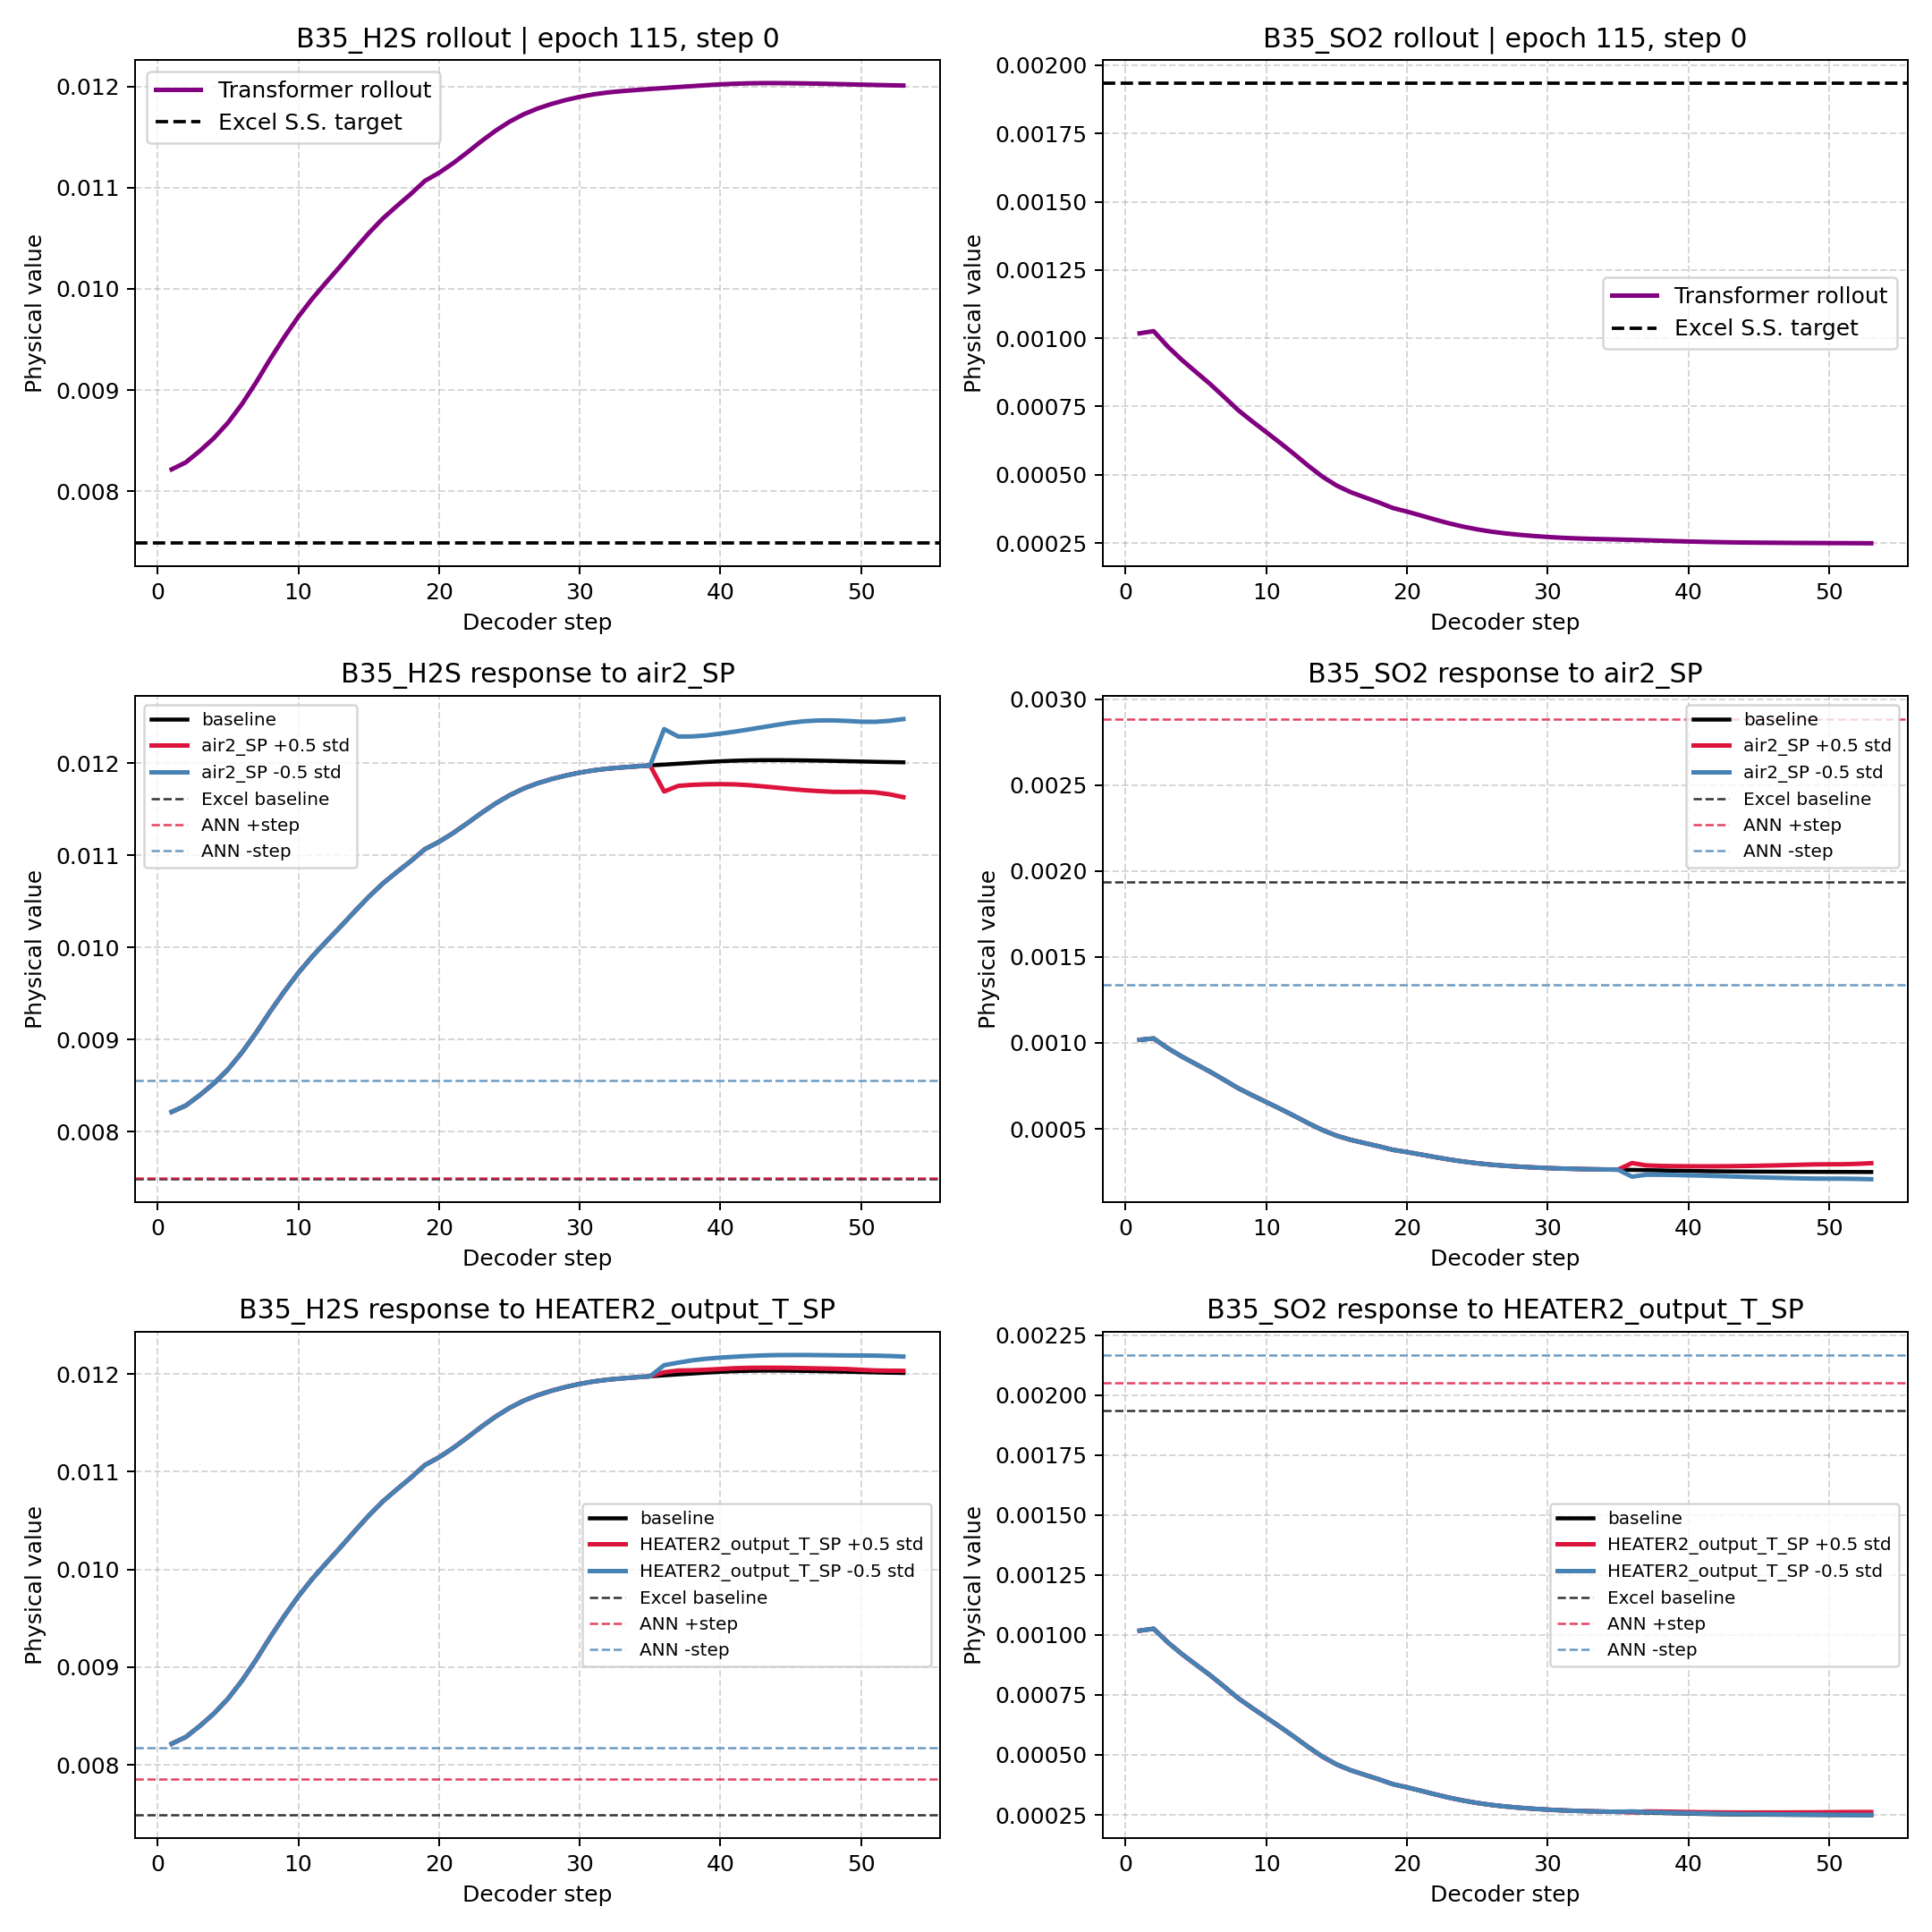 B35_H2S rollout | epoch 115, step 0
Physical value
0.012
0.011
0.010
0.009
0.008
Transformer rollout
Excel S.S. target
0 10 20 30 40 50
Decoder step
B35_SO2 rollout | epoch 115, step 0
Physical value
0.00200
0.00175
0.00150
0.00125
0.00100
0.00075
0.00050
0.00025
Transformer rollout
Excel S.S. target
0 10 20 30 40 50
Decoder step
B35_H2S response to air2_SP
Physical value
0.012
0.011
0.010
0.009
0.008
baseline
air2_SP +0.5 std
air2_SP -0.5 std
Excel baseline
ANN +step
ANN -step
0 10 20 30 40 50
Decoder step
B35_SO2 response to air2_SP
Physical value
0.0030
0.0025
0.0020
0.0015
0.0010
0.0005
baseline
air2_SP +0.5 std
air2_SP -0.5 std
Excel baseline
ANN +step
ANN -step
0 10 20 30 40 50
Decoder step
B35_H2S response to HEATER2_output_T_SP
Physical value
0.012
0.011
0.010
0.009
0.008
baseline
HEATER2_output_T_SP +0.5 std
HEATER2_output_T_SP -0.5 std
Excel baseline
ANN +step
ANN -step
0 10 20 30 40 50
Decoder step
B35_SO2 response to HEATER2_output_T_SP
Physical value
0.00225
0.00200
0.00175
0.00150
0.00125
0.00100
0.00075
0.00050
0.00025
baseline
HEATER2_output_T_SP +0.5 std
HEATER2_output_T_SP -0.5 std
Excel baseline
ANN +step
ANN -step
0 10 20 30 40 50
Decoder step